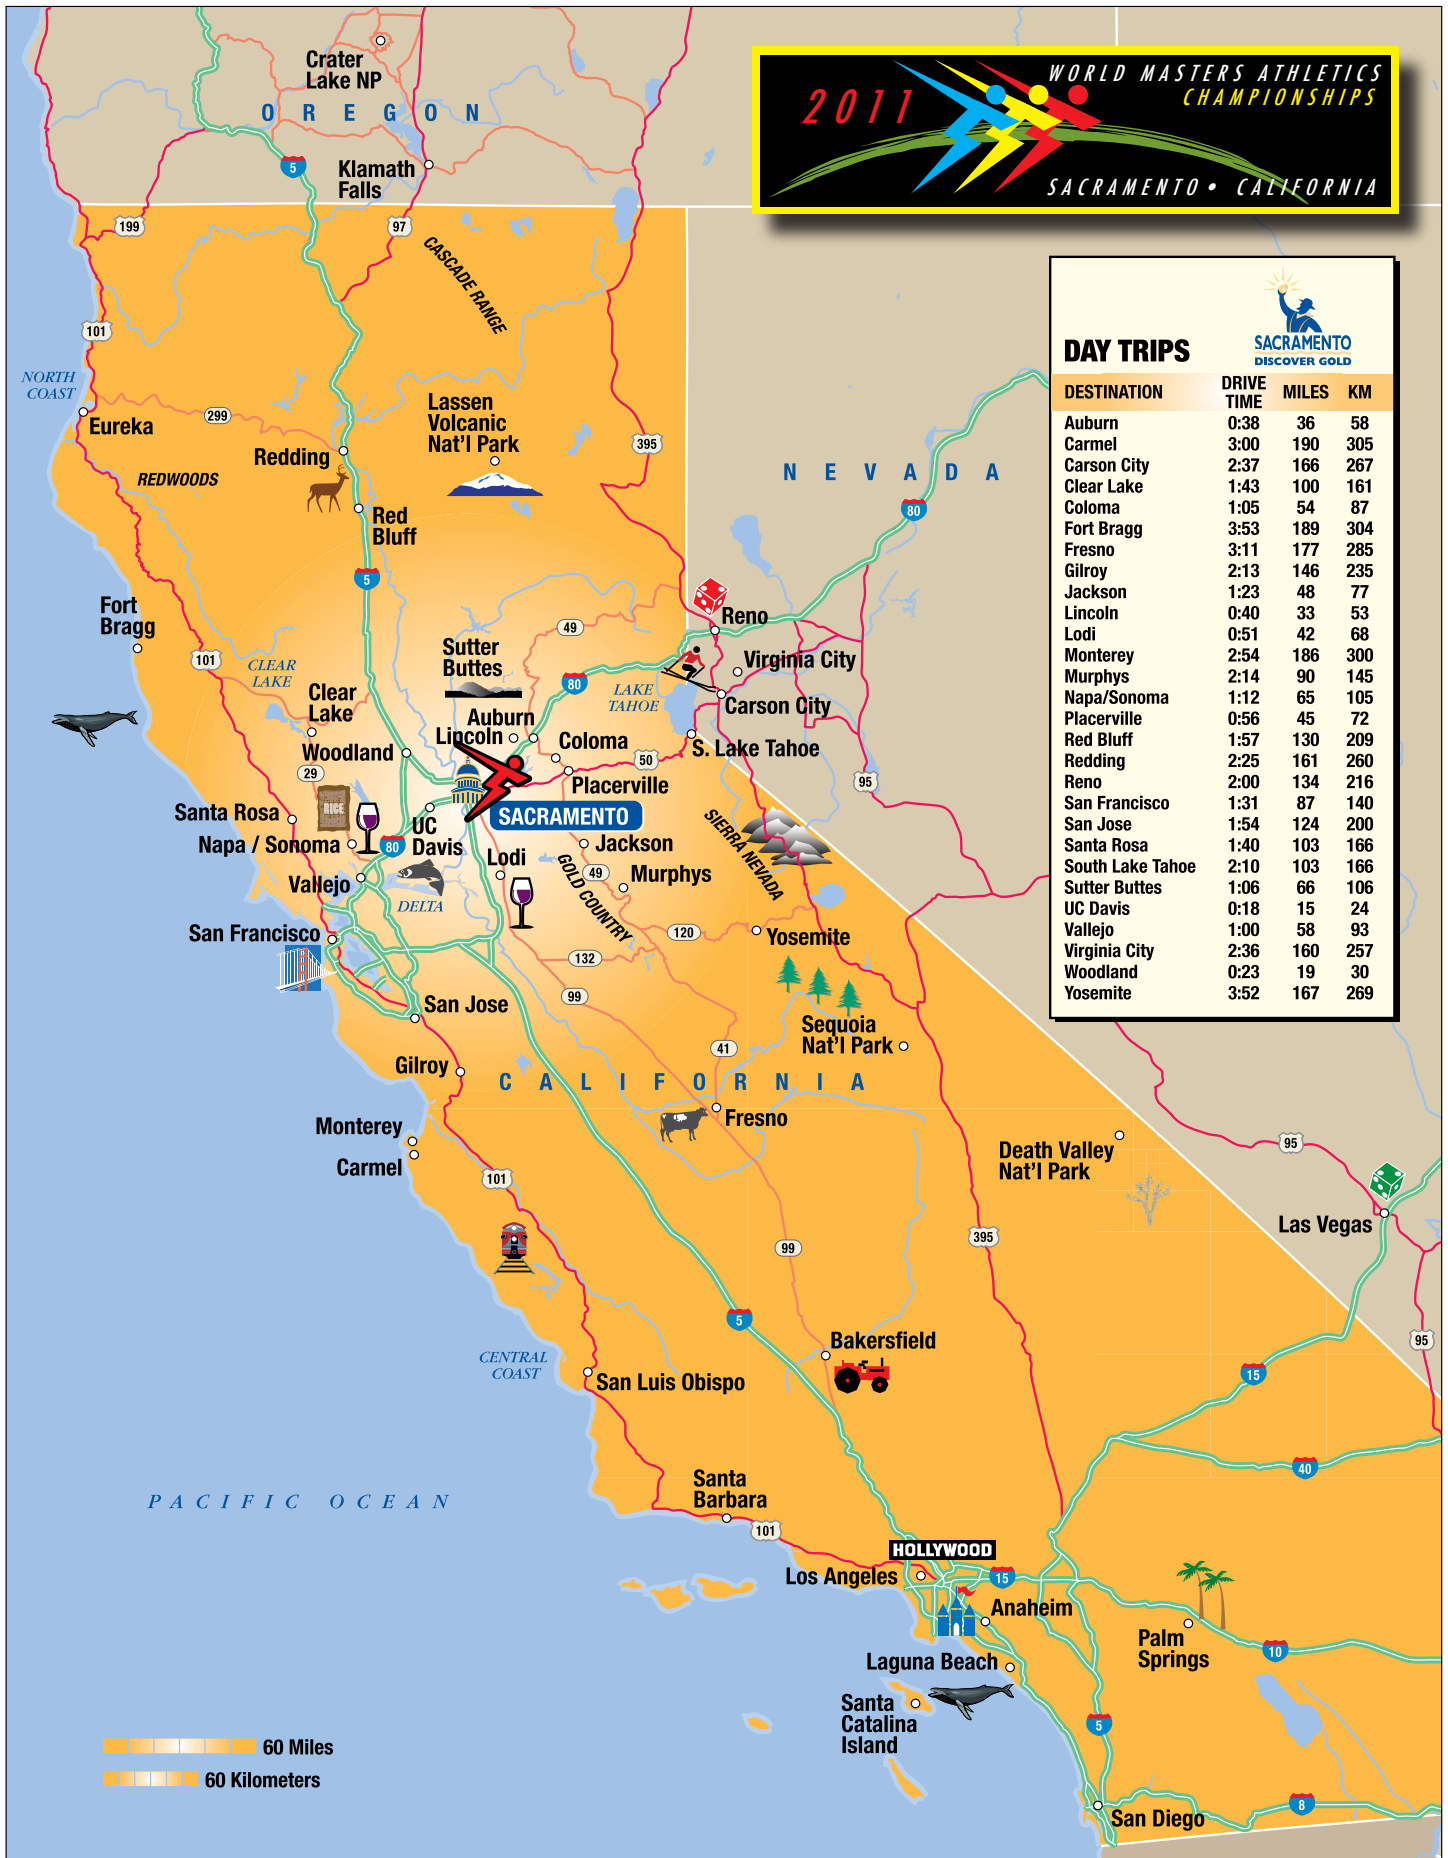 2011
WORLD MASTERS ATHLETICS
CHAMPIONSHIPS
SACRAMENTO • CALIFORNIA
Crater
Lake NP
OREGON
5
Klamath
Falls
199
97
CASCADE RANGE
101
NORTH
COAST
Eureka
299
Redding
REDWOODS
Lassen
Volcanic
Nat'l Park
395
NEVADA
80
Red
Bluff
5
Fort
Bragg
101
CLEAR
LAKE
Clear
Lake
49
Sutter
Buttes
80
Reno
LAKE
TAHOE
Virginia City
Carson City
Auburn
Lincoln
Woodland
Coloma
50
S. Lake Tahoe
29
Placerville
95
RICE
Santa Rosa
SACRAMENTO
Napa / Sonoma
80
UC
Davis
Jackson
SIERRA NEVADA
Lodi
49
Murphys
Vallejo
DELTA
GOLD COUNTRY
San Francisco
120
Yosemite
132
99
San Jose
Sequoia
Nat'l Park
41
Gilroy
CALIFORNIA
Fresno
Monterey
Carmel
Death Valley
Nat'l Park
95
101
Las Vegas
99
395
5
Bakersfield
95
CENTRAL
COAST
San Luis Obispo
15
40
PACIFIC OCEAN
Santa
Barbara
101
HOLLYWOOD
Los Angeles
15
Anaheim
Palm
Springs
10
Laguna Beach
Santa
Catalina
Island
5
60 Miles
60 Kilometers
8
San Diego
SACRAMENTO
DISCOVER GOLD
DAY TRIPS
DESTINATION DRIVE TIME MILES KM
Auburn 0:38 36 58
Carmel 3:00 190 305
Carson City 2:37 166 267
Clear Lake 1:43 100 161
Coloma 1:05 54 87
Fort Bragg 3:53 189 304
Fresno 3:11 177 285
Gilroy 2:13 146 235
Jackson 1:23 48 77
Lincoln 0:40 33 53
Lodi 0:51 42 68
Monterey 2:54 186 300
Murphys 2:14 90 145
Napa/Sonoma 1:12 65 105
Placerville 0:56 45 72
Red Bluff 1:57 130 209
Redding 2:25 161 260
Reno 2:00 134 216
San Francisco 1:31 87 140
San Jose 1:54 124 200
Santa Rosa 1:40 103 166
South Lake Tahoe 2:10 103 166
Sutter Buttes 1:06 66 106
UC Davis 0:18 15 24
Vallejo 1:00 58 93
Virginia City 2:36 160 257
Woodland 0:23 19 30
Yosemite 3:52 167 269